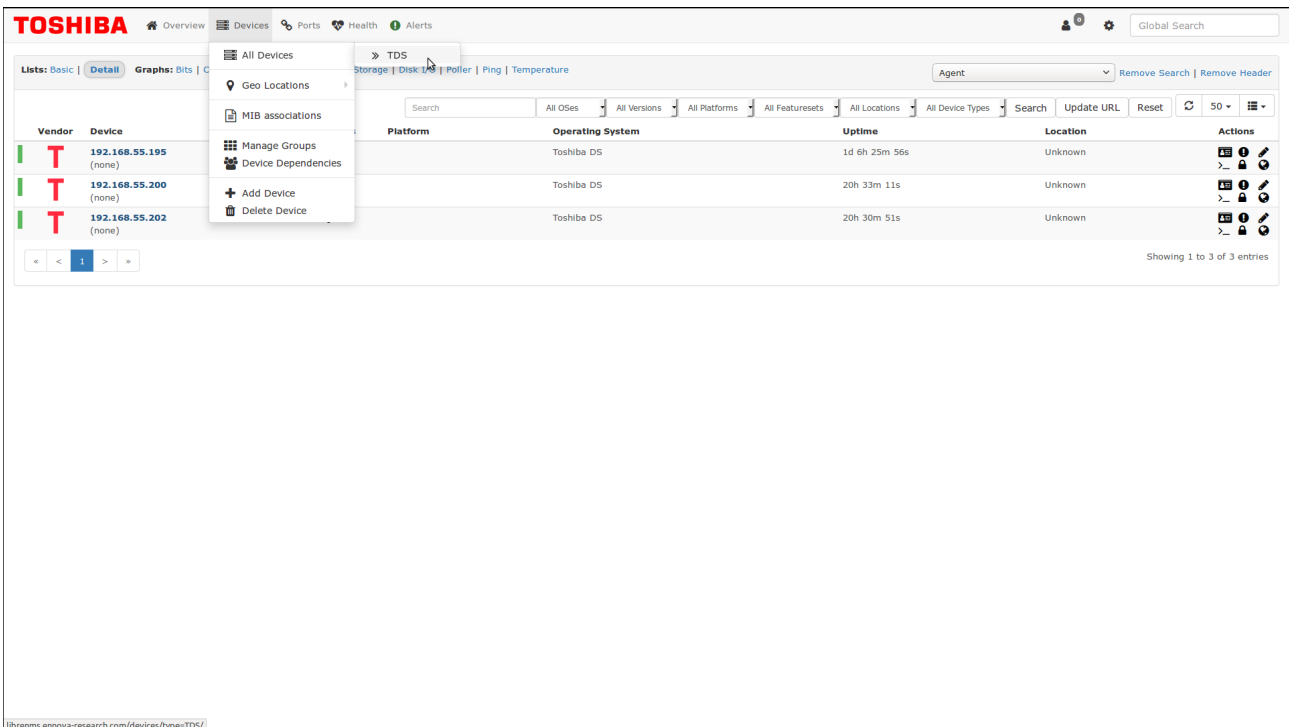 TOSHIBA Overview Devices Ports Health Alerts 0 Global Search
All Devices
TDS
Geo Locations
MIB associations
Manage Groups
Device Dependencies
Add Device
Delete Device
Lists: Basic | Detail Graphs: Bits | Storage | Disk I/O | Poller | Ping | Temperature
Agent Remove Search | Remove Header
Search All OSes All Versions All Platforms All Featuresets All Locations All Device Types Search Update URL Reset 50
Vendor Device Platform Operating System Uptime Location Actions
T 192.168.55.195 Toshiba DS 1d 6h 25m 56s Unknown
(none)
T 192.168.55.200 Toshiba DS 20h 33m 11s Unknown
(none)
T 192.168.55.202 Toshiba DS 20h 30m 51s Unknown
(none)
« < 1 > »
Showing 1 to 3 of 3 entries
librenms.ennova-research.com/devices/type=TDS/